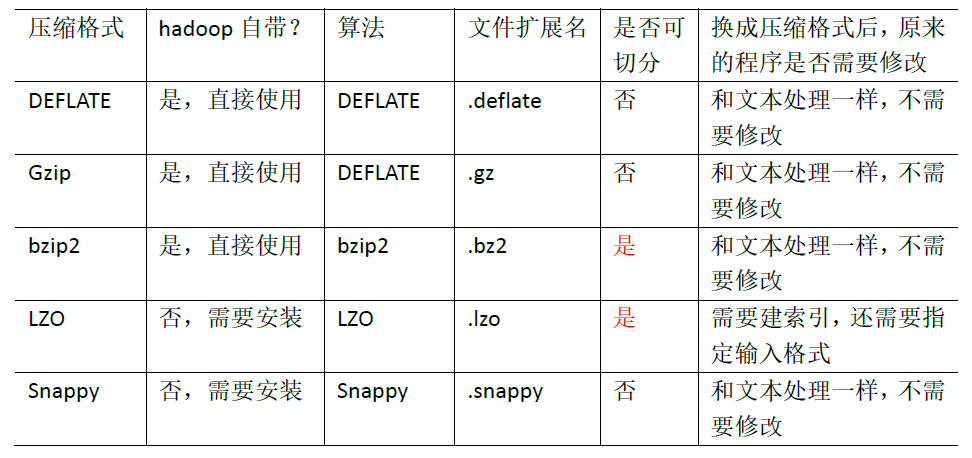 压缩格式 hadoop 自带？ 算法 文件扩展名 是否可切分 换成压缩格式后，原来的程序是否需要修改
DEFLATE 是，直接使用 DEFLATE .deflate 否 和文本处理一样，不需要修改
Gzip 是，直接使用 DEFLATE .gz 否 和文本处理一样，不需要修改
bzip2 是，直接使用 bzip2 .bz2 是 和文本处理一样，不需要修改
LZO 否，需要安装 LZO .lzo 是 需要建索引，还需要指定输入格式
Snappy 否，需要安装 Snappy .snappy 否 和文本处理一样，不需要修改